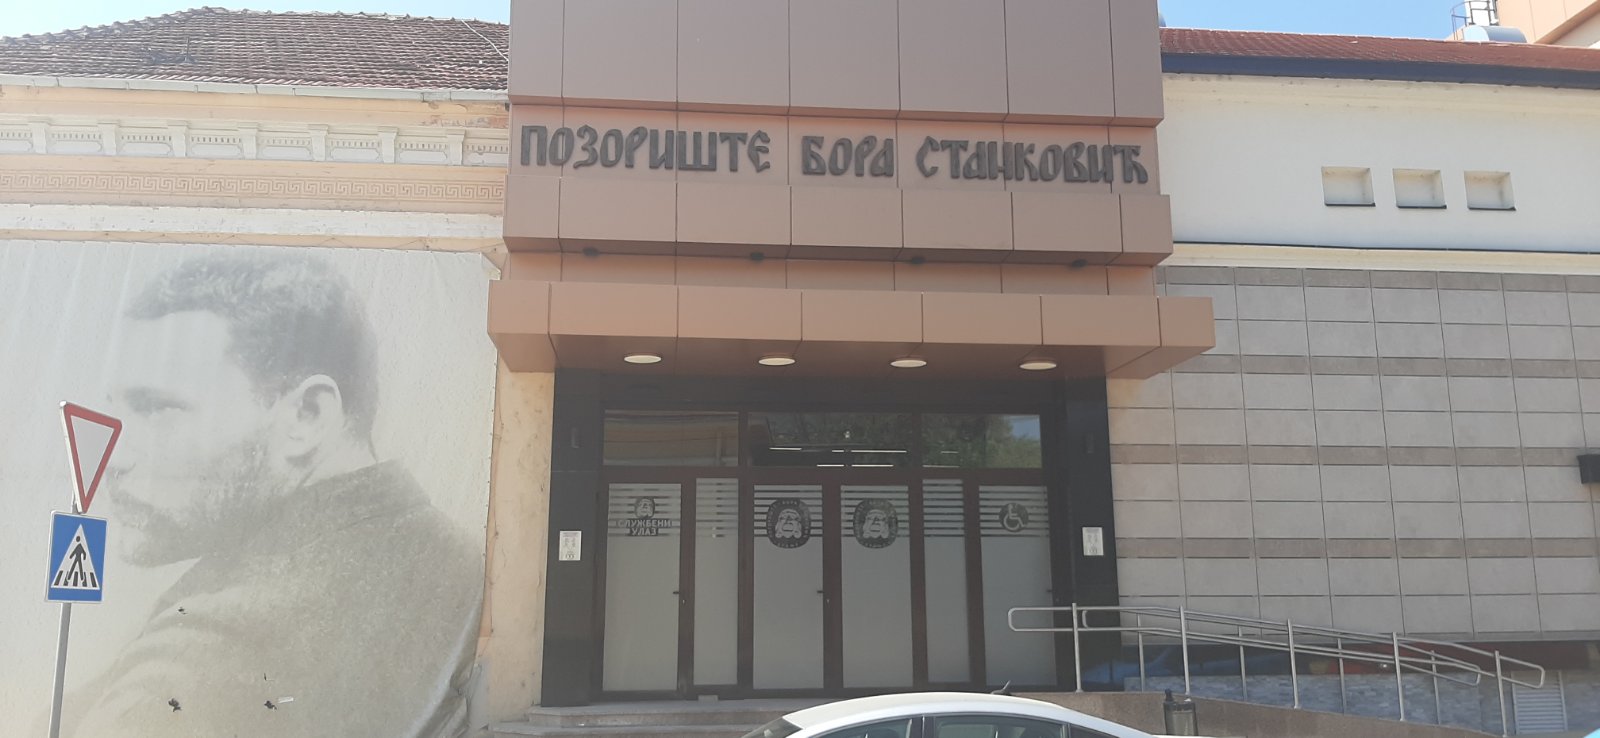 ПОЗОРИШТЕ БОРА СТАНКОВИЋ
СЛУЖБЕНИ
УЛАЗ